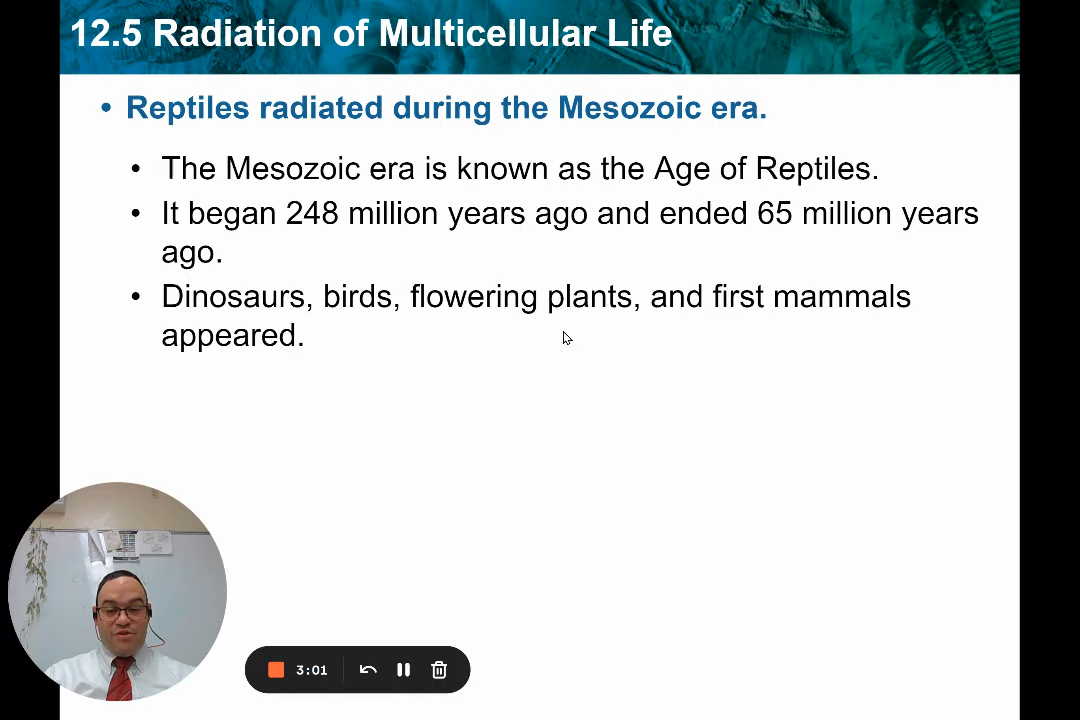 12.5 Radiation of Multicellular Life
• Reptiles radiated during the Mesozoic era.
• The Mesozoic era is known as the Age of Reptiles.
• It began 248 million years ago and ended 65 million years
ago.
• Dinosaurs, birds, flowering plants, and first mammals
appeared.
3:01